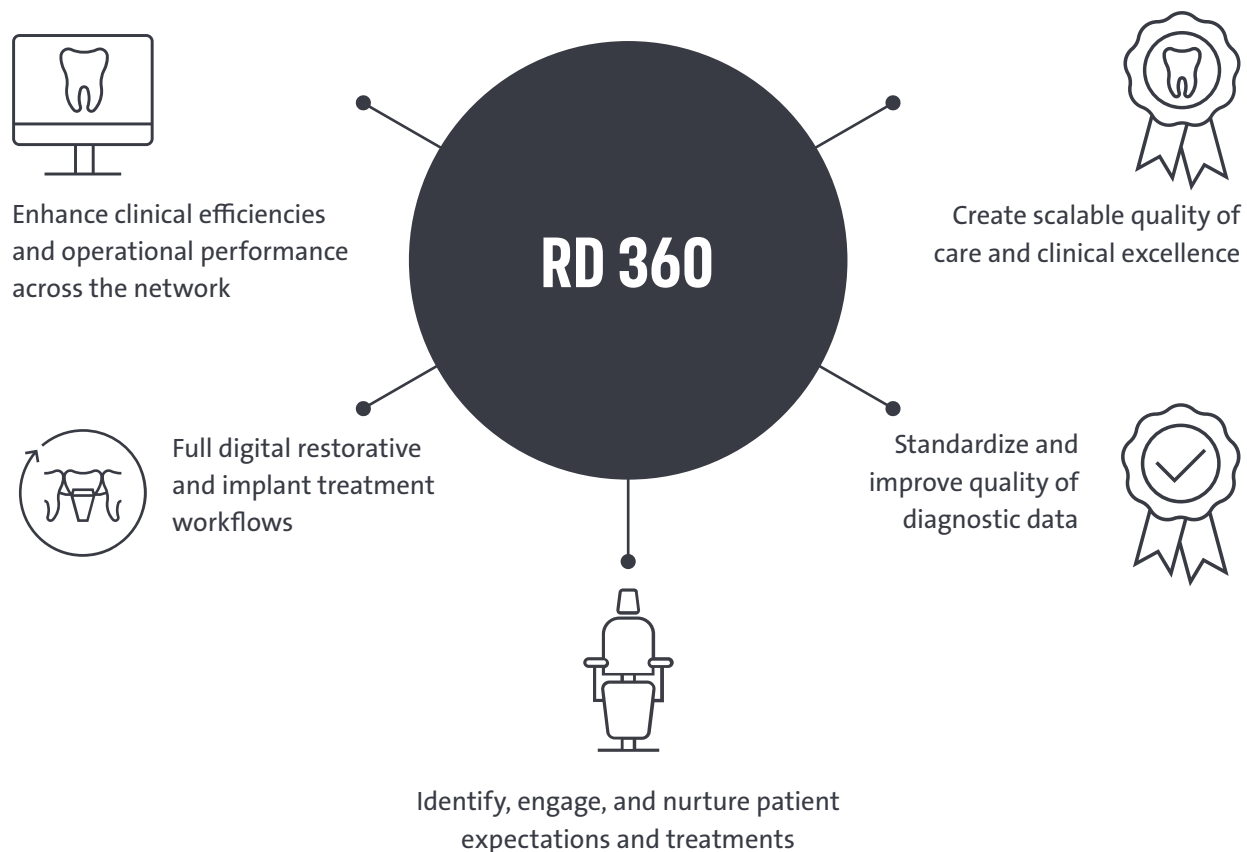 RD 360
Enhance clinical efficiencies
and operational performance
across the network
Create scalable quality of
care and clinical excellence
Full digital restorative
and implant treatment
workflows
Standardize and
improve quality of
diagnostic data
Identify, engage, and nurture patient
expectations and treatments